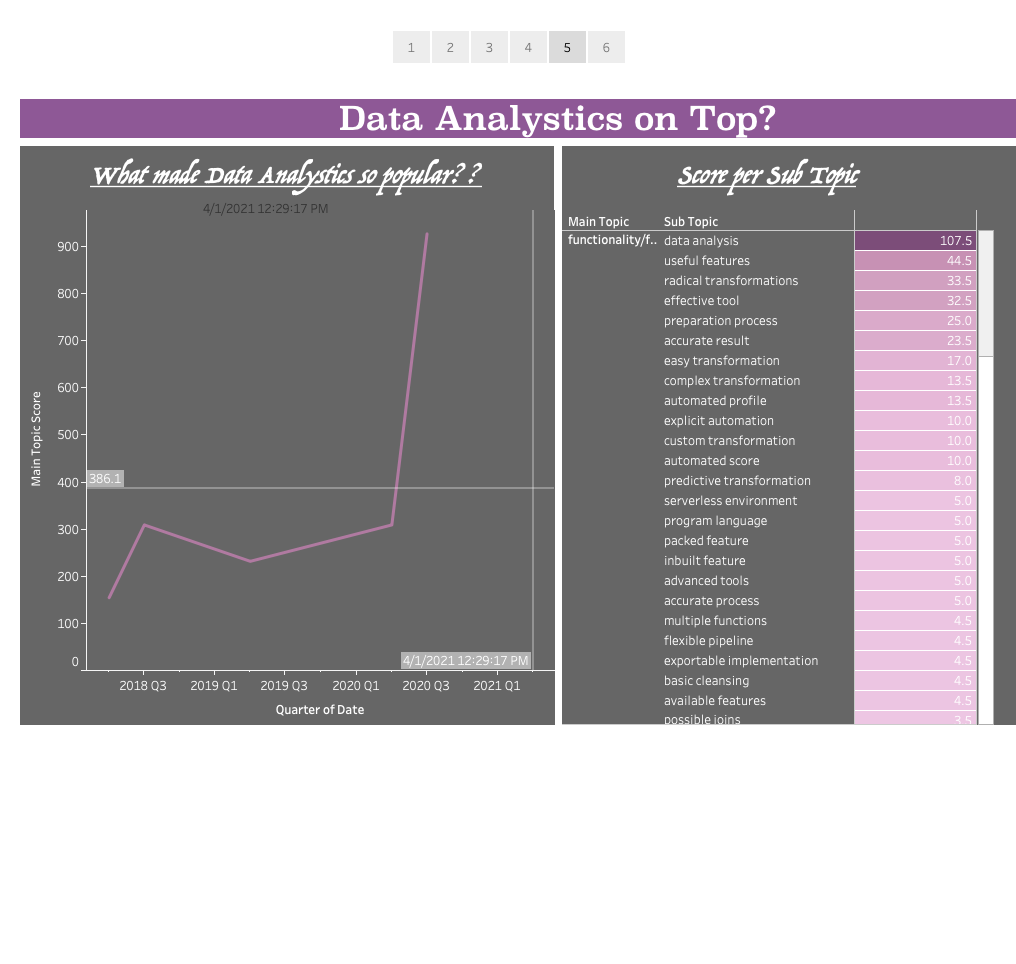 1 2 3 4 5 6
Data Analystics on Top?
What made Data Analystics so popular? ?
4/1/2021 12:29:17 PM
900
800
700
600
500
400
300
200
100
0
Main Topic Score
386.1
4/1/2021 12:29:17 PM
2018 Q3 2019 Q1 2019 Q3 2020 Q1 2020 Q3 2021 Q1
Quarter of Date
Score per Sub Topic
Main Topic Sub Topic
functionality/f.. data analysis 107.5
useful features 44.5
radical transformations 33.5
effective tool 32.5
preparation process 25.0
accurate result 23.5
easy transformation 17.0
complex transformation 13.5
automated profile 13.5
explicit automation 10.0
custom transformation 10.0
automated score 10.0
predictive transformation 8.0
serverless environment 5.0
program language 5.0
packed feature 5.0
inbuilt feature 5.0
advanced tools 5.0
accurate process 5.0
multiple functions 4.5
flexible pipeline 4.5
exportable implementation 4.5
basic cleansing 4.5
available features 4.5
possible joins 3.5